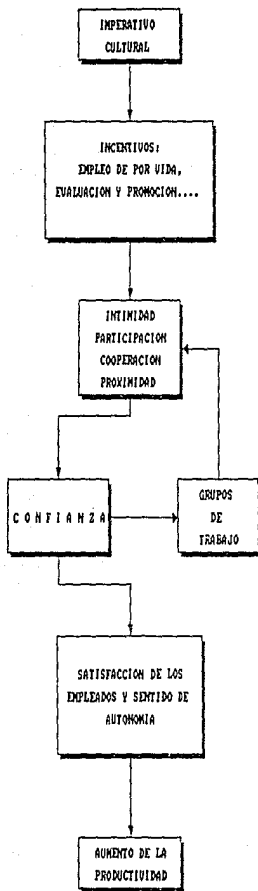 IMPERATIVO
CULTURAL
INCENTIVOS:
EMPLEO DE POR VIDA,
EVALUACION Y PROMOCION....
INTIMIDAD
PARTICIPACION
COOPERACION
PROXIMIDAD
CONFIANZA
GRUPOS
DE
TRABAJO
SATISFACCION DE LOS
EMPLEADOS Y SENTIDO DE
AUTONOMIA
AUMENTO DE LA
PRODUCTIVIDAD